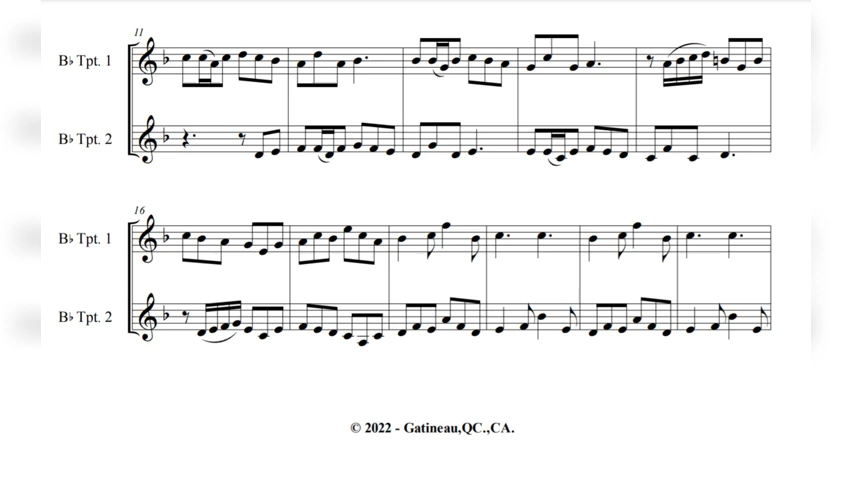 11
B♭ Tpt. 1
B♭ Tpt. 2
16
B♭ Tpt. 1
B♭ Tpt. 2
© 2022 - Gatineau,QC.,CA.